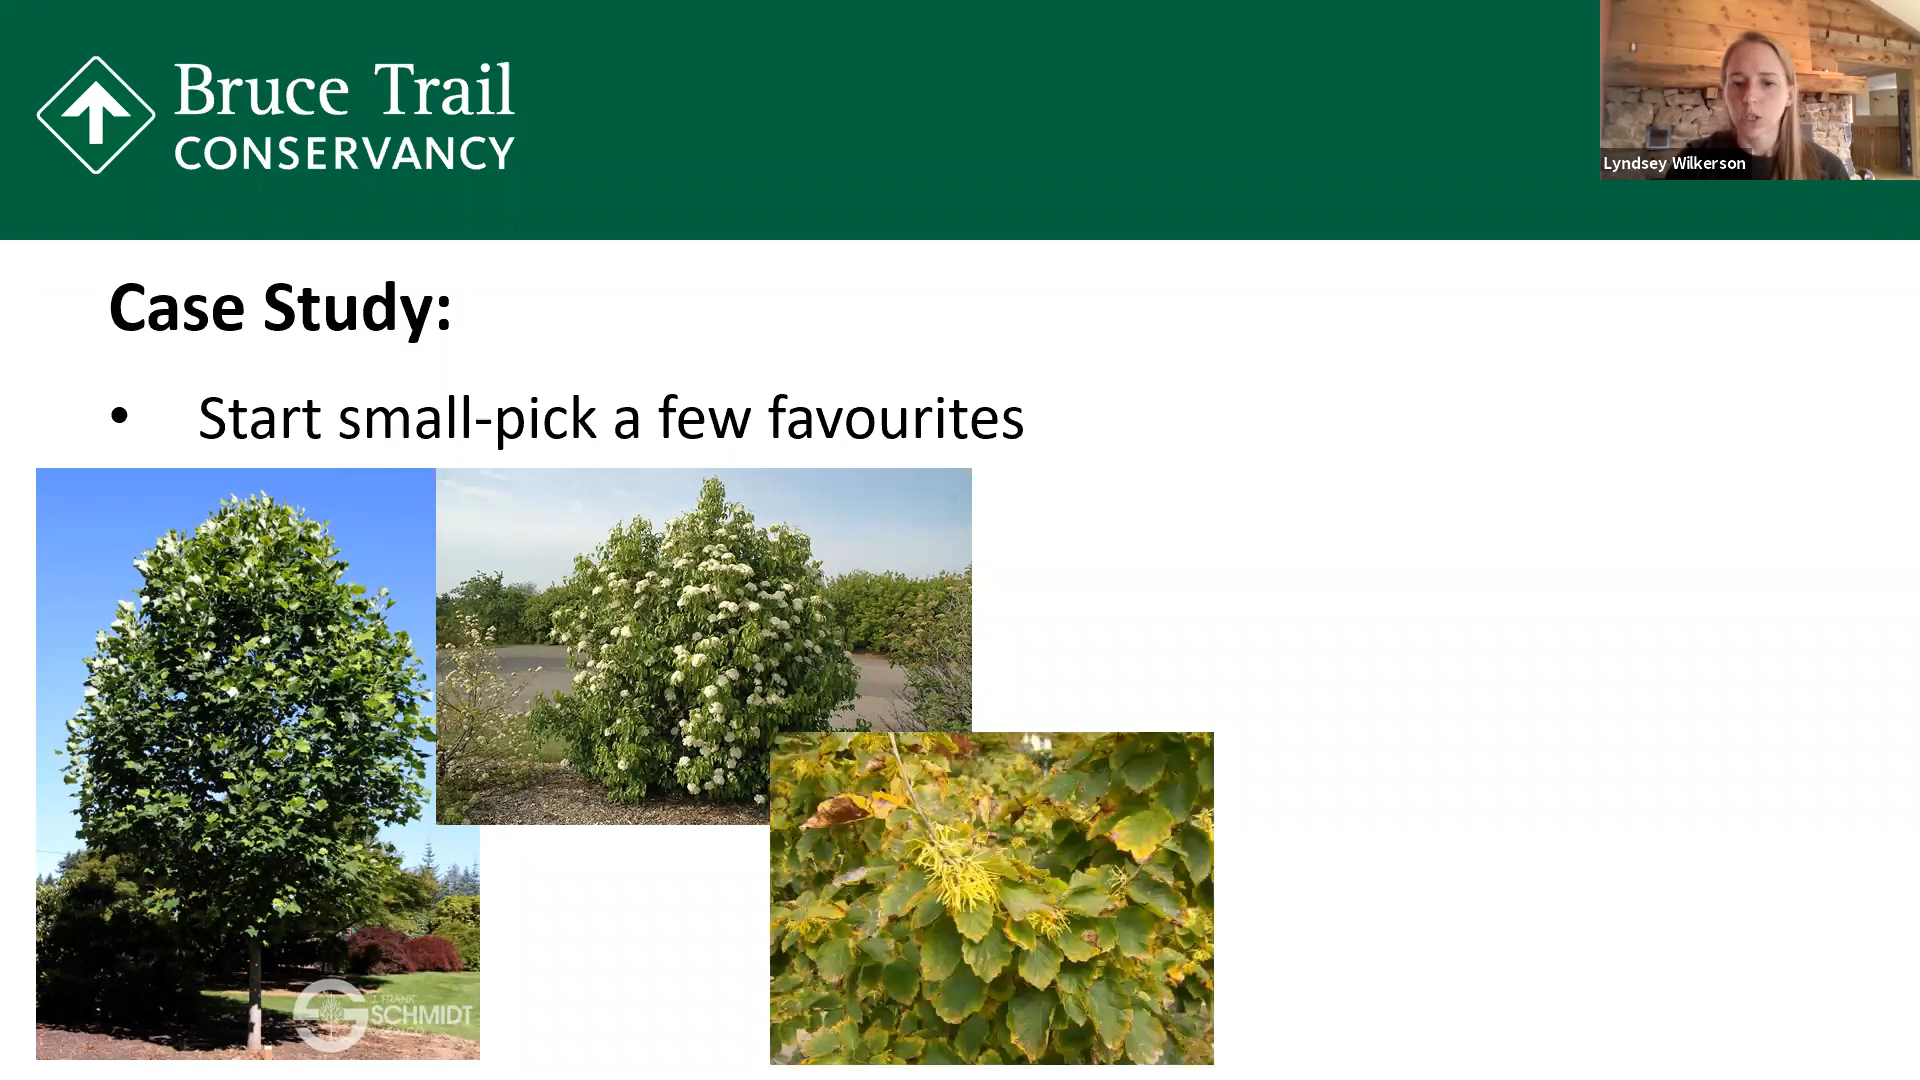 Bruce Trail
CONSERVANCY
Lyndsey Wilkerson
Case Study:
• Start small-pick a few favourites
J. FRANK
SCHMIDT